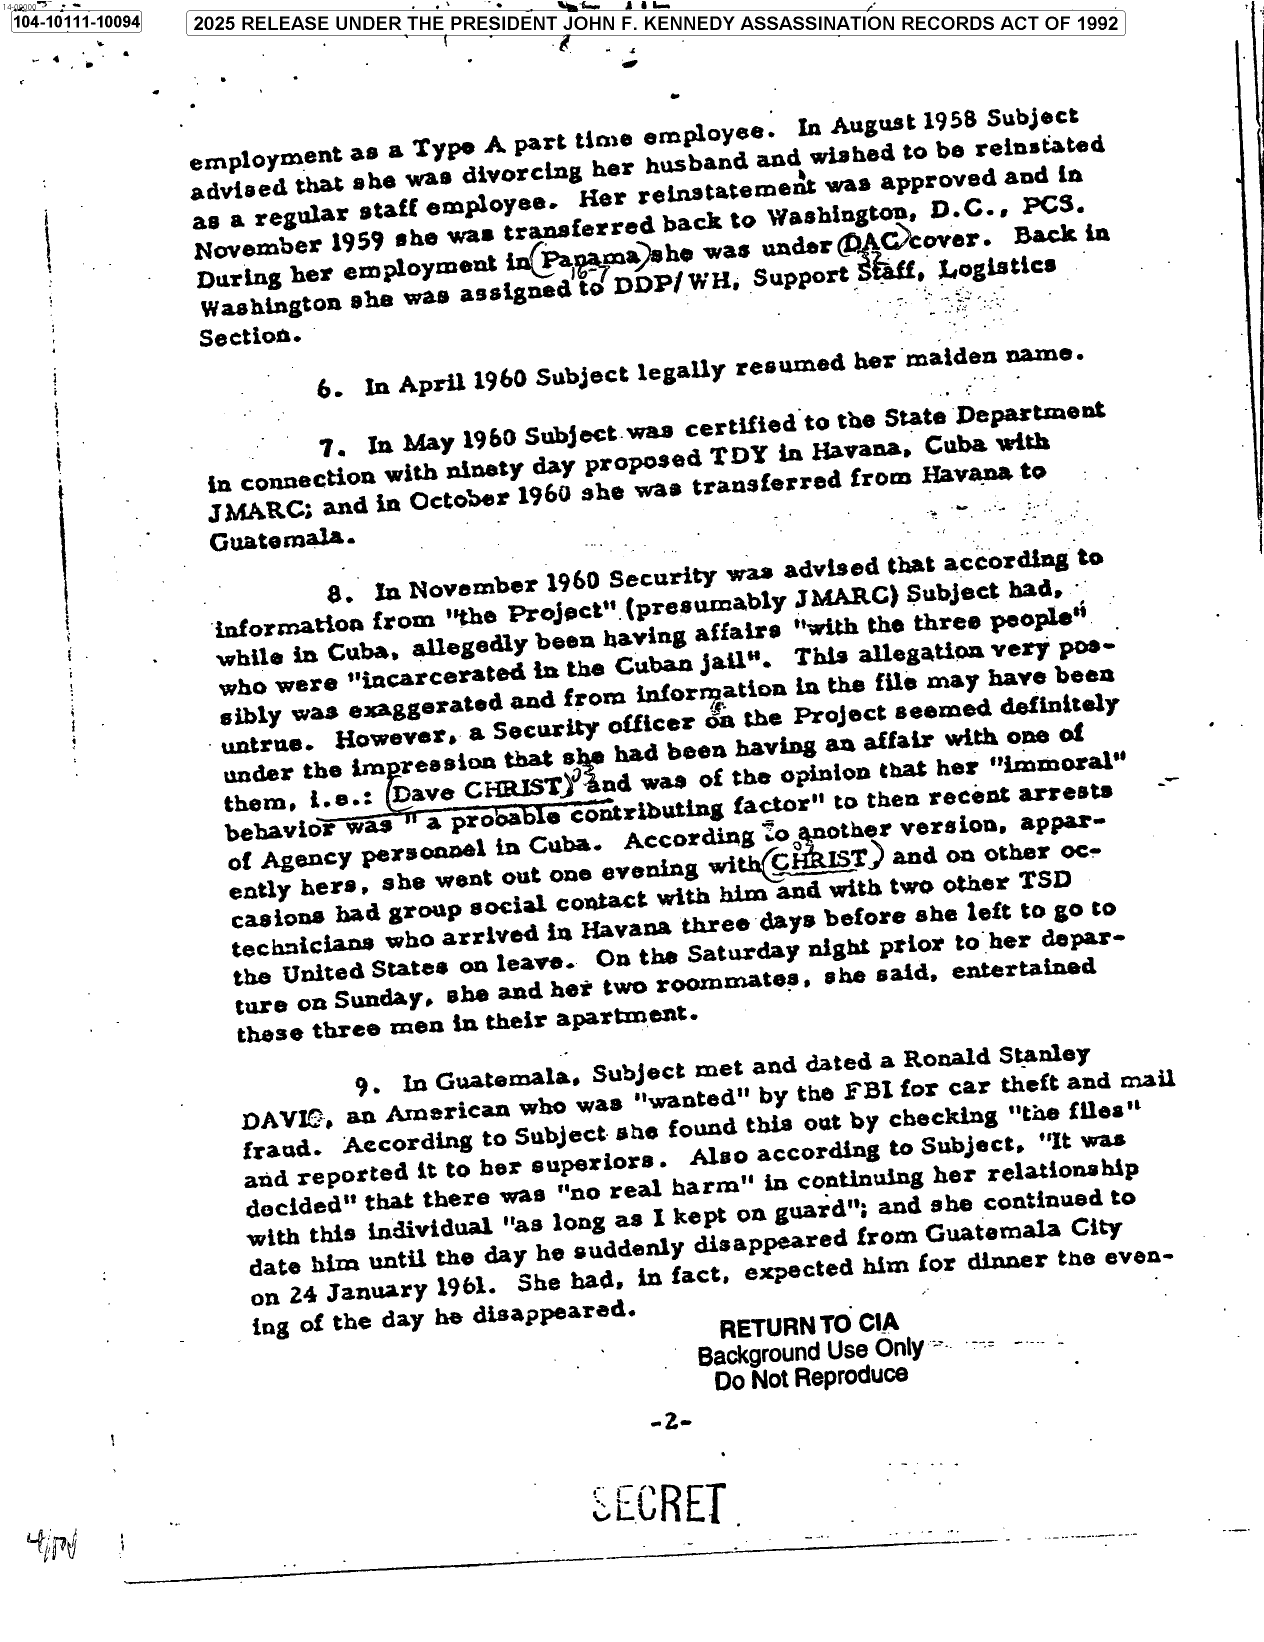 14-00000
104-10111-10094
2025 RELEASE UNDER THE PRESIDENT JOHN F. KENNEDY ASSASSINATION RECORDS ACT OF 1992
employment as a Type A part time employee. In August 1958 Subject
advised that she was divorcing her husband and wished to be reinstated
as a regular staff employee. Her reinstatement was approved and in
November 1959 she was transferred back to Washington, D.C., PCS.
During her employment in (Panama) she was under (DAC) cover. Back in
Washington she was assigned to DDP/WH, Support Staff, Logistics
Section.
6. In April 1960 Subject legally resumed her maiden name.
7. In May 1960 Subject was certified to the State Department
in connection with ninety day proposed TDY in Havana, Cuba with
JMARC; and in October 1960 she was transferred from Havana to
Guatemala.
8. In November 1960 Security was advised that according to
information from "the Project" (presumably JMARC) Subject had,
while in Cuba, allegedly been having affairs "with the three people"
who were "incarcerated in the Cuban jail". This allegation very pos-
sibly was exaggerated and from information in the file may have been
untrue. However, a Security officer on the Project seemed definitely
under the impression that she had been having an affair with one of
them, i.e.: (Dave CHRIST) 03 and was of the opinion that her "immoral"
behavior was "a probable contributing factor" to then recent arrests
of Agency personnel in Cuba. According to another version, appar-
ently hers, she went out one evening with (CHRIST) and on other oc-
casions had group social contact with him and with two other TSD
technicians who arrived in Havana three days before she left to go to
the United States on leave. On the Saturday night prior to her depar-
ture on Sunday, she and her two roommates, she said, entertained
these three men in their apartment.
9. In Guatemala, Subject met and dated a Ronald Stanley
DAVIS, an American who was "wanted" by the FBI for car theft and mail
fraud. According to Subject she found this out by checking "the files"
and reported it to her superiors. Also according to Subject, "It was
decided" that there was "no real harm" in continuing her relationship
with this individual "as long as I kept on guard"; and she continued to
date him until the day he suddenly disappeared from Guatemala City
on 24 January 1961. She had, in fact, expected him for dinner the even-
ing of the day he disappeared.
RETURN TO CIA
Background Use Only
Do Not Reproduce
-2-
SECRET